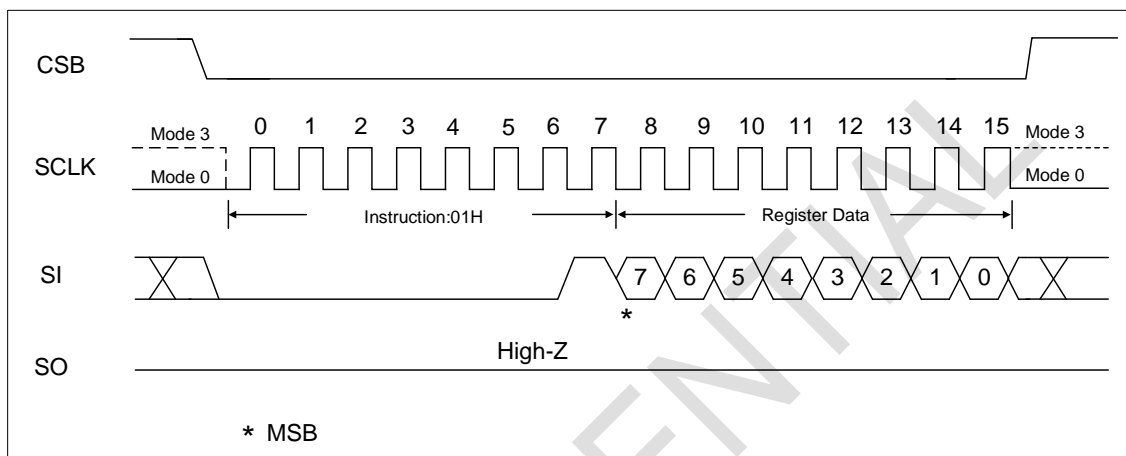 CSB
0 1 2 3 4 5 6 7 8 9 10 11 12 13 14 15
Mode 3 Mode 3
SCLK
Mode 0 Mode 0
Instruction:01H Register Data
SI 7 6 5 4 3 2 1 0
*
High-Z
SO
* MSB
ENTIAL